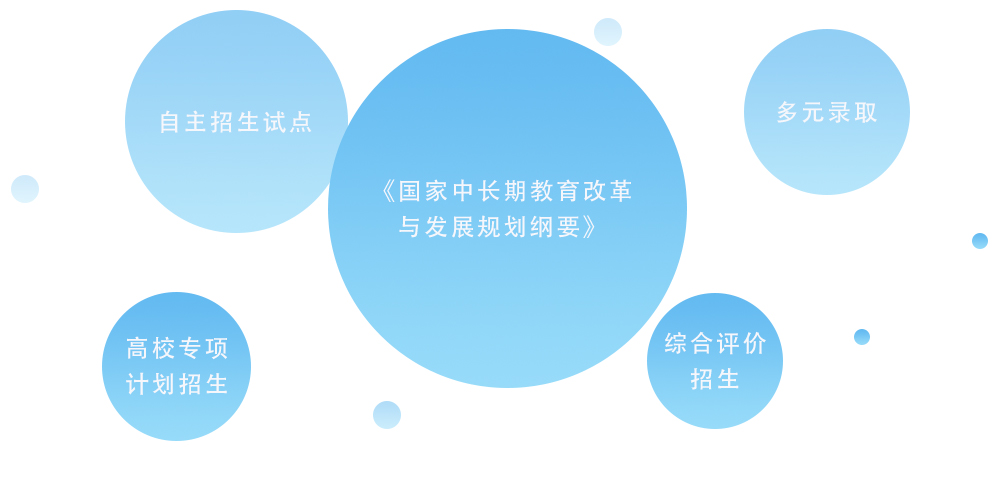 自主招生试点
多元录取
《国家中长期教育改革
与发展规划纲要》
高校专项
计划招生
综合评价
招生